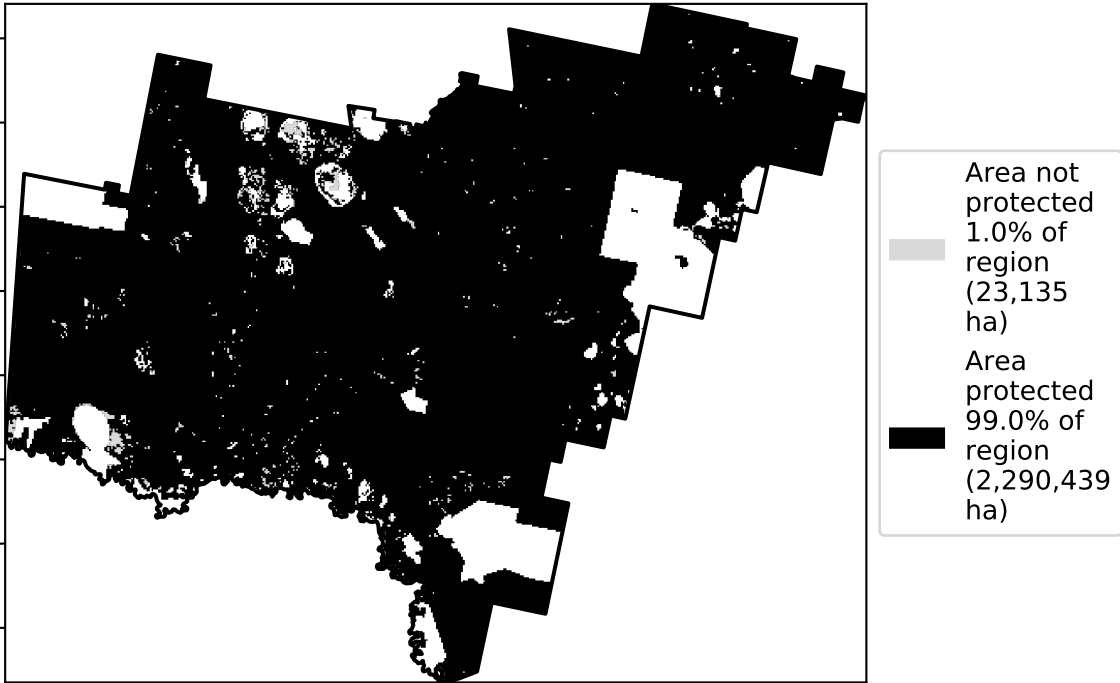 Area not
protected
1.0% of
region
(23,135
ha)
Area
protected
99.0% of
region
(2,290,439
ha)